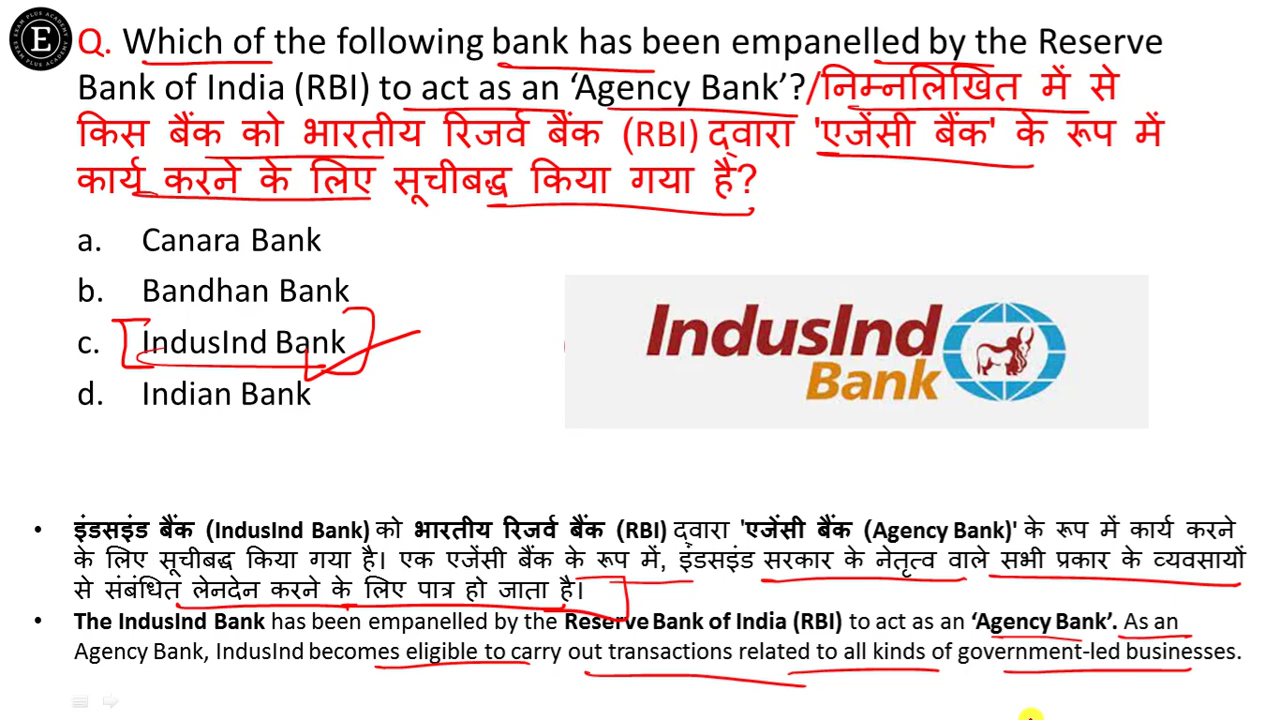 Q. Which of the following bank has been empanelled by the Reserve
Bank of India (RBI) to act as an ‘Agency Bank’?/निम्नलिखित में से
किस बैंक को भारतीय रिजर्व बैंक (RBI) द्वारा 'एजेंसी बैंक' के रूप में
कार्य करने के लिए सूचीबद्ध किया गया है?
a. Canara Bank
b. Bandhan Bank
c. IndusInd Bank
d. Indian Bank
IndusInd
Bank
• इंडसइंड बैंक (IndusInd Bank) को भारतीय रिजर्व बैंक (RBI) द्वारा 'एजेंसी बैंक (Agency Bank)' के रूप में कार्य करने
के लिए सूचीबद्ध किया गया है। एक एजेंसी बैंक के रूप में, इंडसइंड सरकार के नेतृत्व वाले सभी प्रकार के व्यवसायों
से संबंधित लेनदेन करने के लिए पात्र हो जाता है।
• The IndusInd Bank has been empanelled by the Reserve Bank of India (RBI) to act as an ‘Agency Bank’. As an
Agency Bank, IndusInd becomes eligible to carry out transactions related to all kinds of government-led businesses.
E
EXAM PLUS ACADEMY